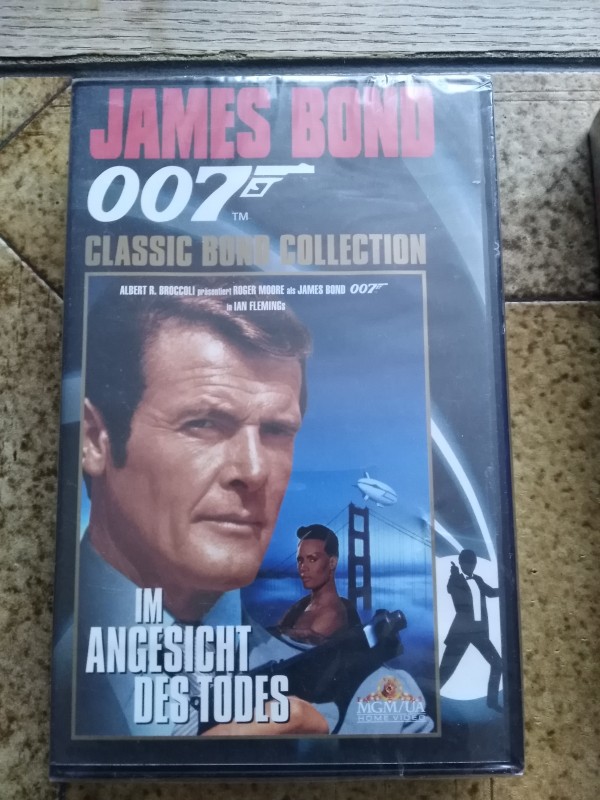 JAMES BOND
007
TM
CLASSIC BOND COLLECTION
ALBERT R. BROCCOLI präsentiert ROGER MOORE als JAMES BOND 007
in IAN FLEMINGs
IM
ANGESICHT
DES TODES
MGM/UA
HOME VIDEO